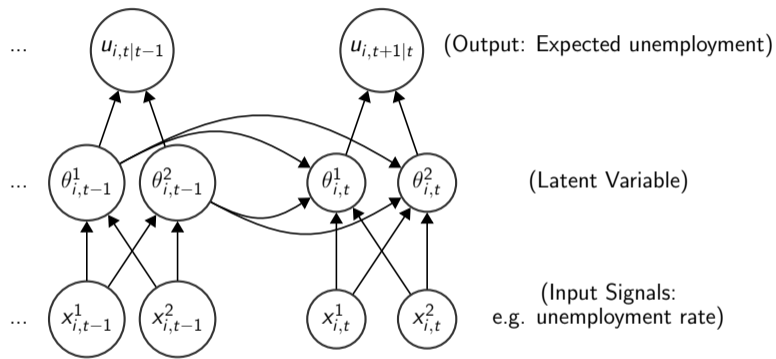 ... u_{i,t|t−1} u_{i,t+1|t} (Output: Expected unemployment)
... θ^1_{i,t−1} θ^2_{i,t−1} θ^1_{i,t} θ^2_{i,t} (Latent Variable)
(Input Signals:
... x^1_{i,t−1} x^2_{i,t−1} x^1_{i,t} x^2_{i,t} e.g. unemployment rate)